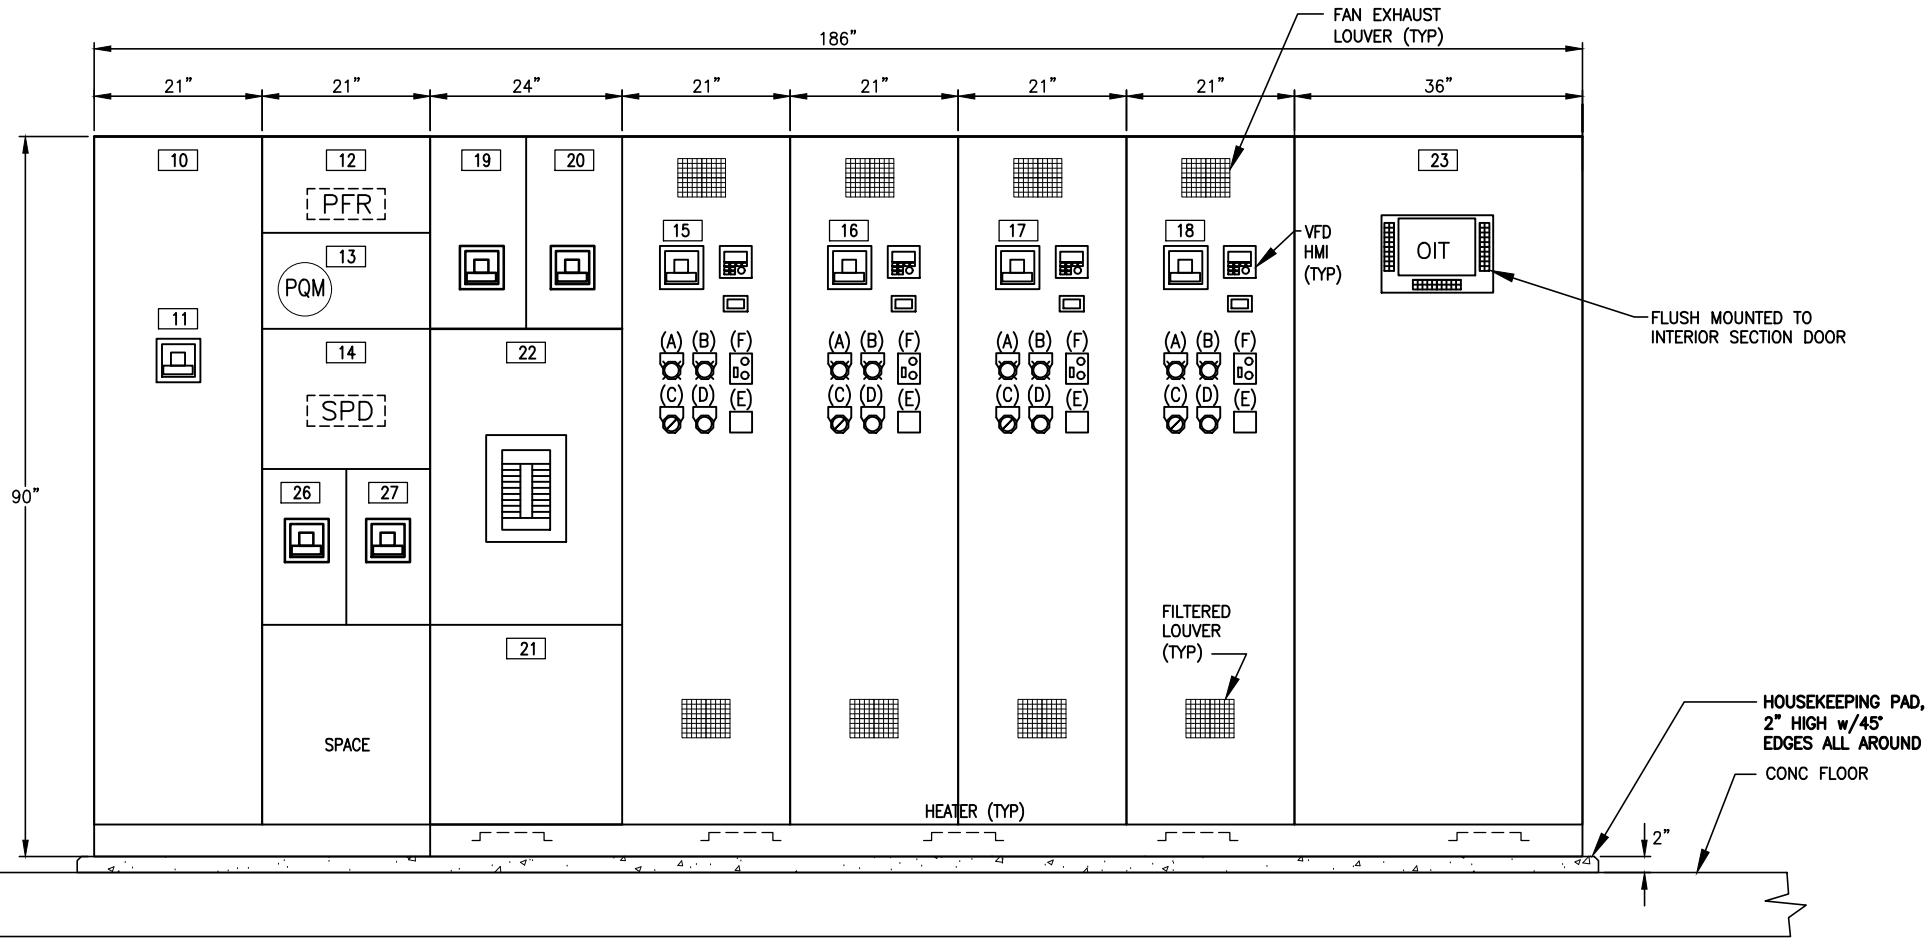 FAN EXHAUST
LOUVER (TYP)
186"
21" 21" 24" 21" 21" 21" 21" 36"
10 12 19 20 23
PFR
15 16 17 18
VFD
HMI
(TYP)
13
OIT
PQM
11
FLUSH MOUNTED TO
INTERIOR SECTION DOOR
14 22
(A) (B) (F) (A) (B) (F) (A) (B) (F) (A) (B) (F)
(C) (D) (E) (C) (D) (E) (C) (D) (E) (C) (D) (E)
SPD
90"
26 27
FILTERED
LOUVER
(TYP)
21
SPACE
HOUSEKEEPING PAD,
2" HIGH w/45°
EDGES ALL AROUND
CONC FLOOR
HEATER (TYP)
2"